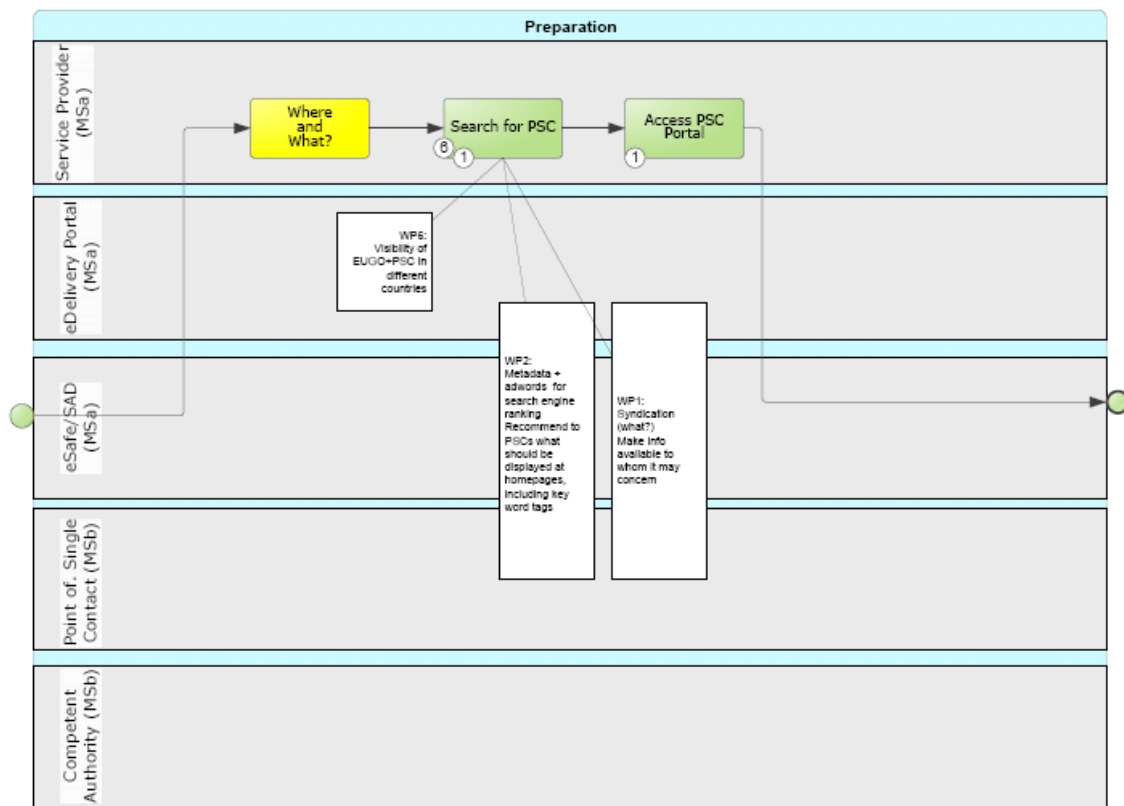 Preparation
Service Provider
(MSa)
Where
and
What?
Search for PSC
6
1
Access PSC
Portal
1
eDelivery Portal
(MSa)
WP6:
Visibility of
EUGO+PSC in
different
countries
eSafe/SAD
(MSa)
WP2:
Metadata +
adwords for
search engine
ranking
Recommend to
PSCs what
should be
displayed at
homepages,
including key
word tags
WP1:
Syndication
(what?)
Make info
available to
whom it may
concern
Point of. Single
Contact (MSb)
Competent
Authority (MSb)